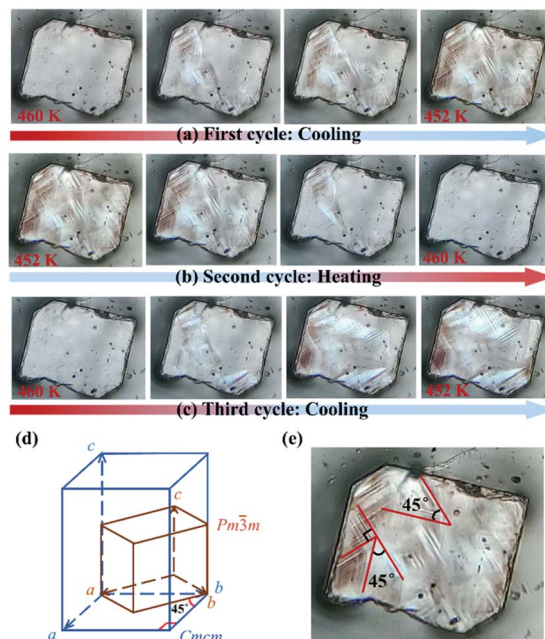 460 K
452 K
(a) First cycle: Cooling
452 K
460 K
(b) Second cycle: Heating
460 K
452 K
(c) Third cycle: Cooling
(d)
(e)
c
c
Pm3̅m
a
b
b
45°
a
Cmcm
45°
45°